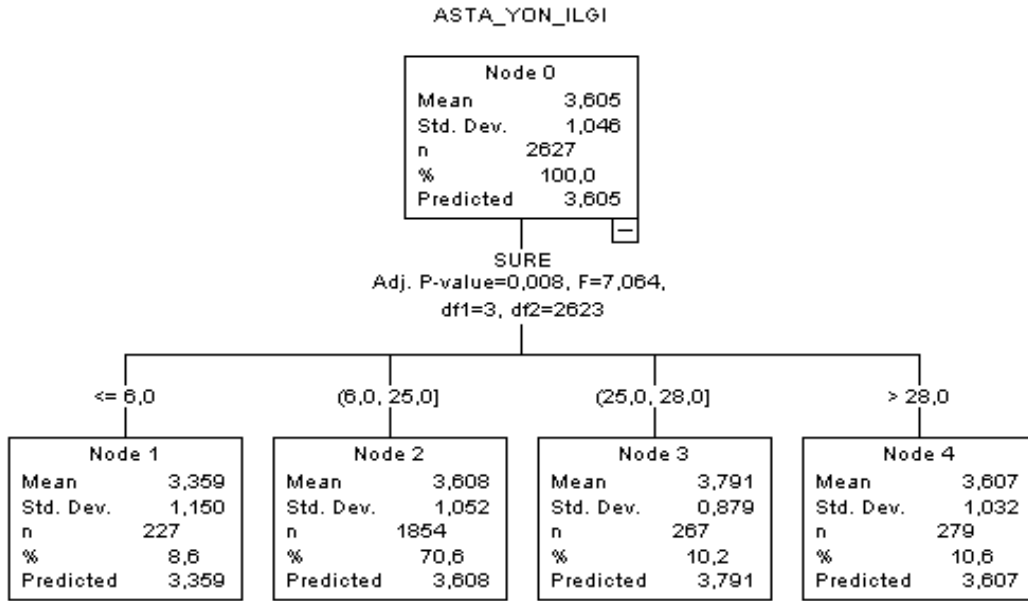 ASTA_YON_ILGI
Node 0
Mean 3,605
Std. Dev. 1,046
n 2627
% 100,0
Predicted 3,605
SURE
Adj. P-value=0,008, F=7,064,
df1=3, df2=2623
<= 6,0
(6,0, 25,0]
(25,0, 28,0]
> 28,0
Node 1
Mean 3,359
Std. Dev. 1,150
n 227
% 8,6
Predicted 3,359
Node 2
Mean 3,608
Std. Dev. 1,052
n 1854
% 70,6
Predicted 3,608
Node 3
Mean 3,791
Std. Dev. 0,879
n 267
% 10,2
Predicted 3,791
Node 4
Mean 3,607
Std. Dev. 1,032
n 279
% 10,6
Predicted 3,607